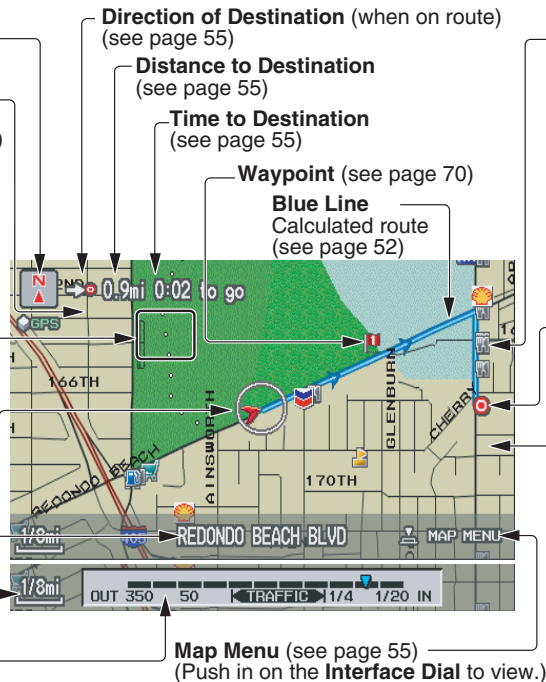 Direction of Destination (when on route)
(see page 55)
Distance to Destination
(see page 55)
Time to Destination
(see page 55)
Waypoint (see page 70)
Blue Line
Calculated route
(see page 52)
)
N
0.9mi 0:02 to go
GPS
1
166TH
AINSWORTH
GLENBURN
CHERRY
REDONDO BEACH
170TH
1/8mi
405
REDONDO BEACH BLVD
MAP MENU
1/8mi
OUT 350 50 TRAFFIC 1/4 1/20 IN
Map Menu (see page 55)
(Push in on the Interface Dial to view.)